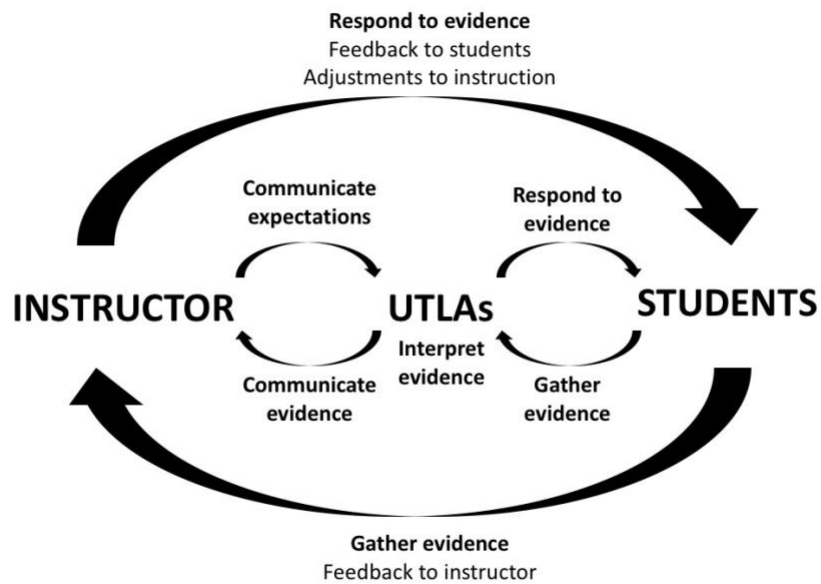 Respond to evidence
Feedback to students
Adjustments to instruction
Communicate
expectations
Respond to
evidence
INSTRUCTOR
UTLAs
STUDENTS
Interpret
evidence
Communicate
evidence
Gather
evidence
Gather evidence
Feedback to instructor